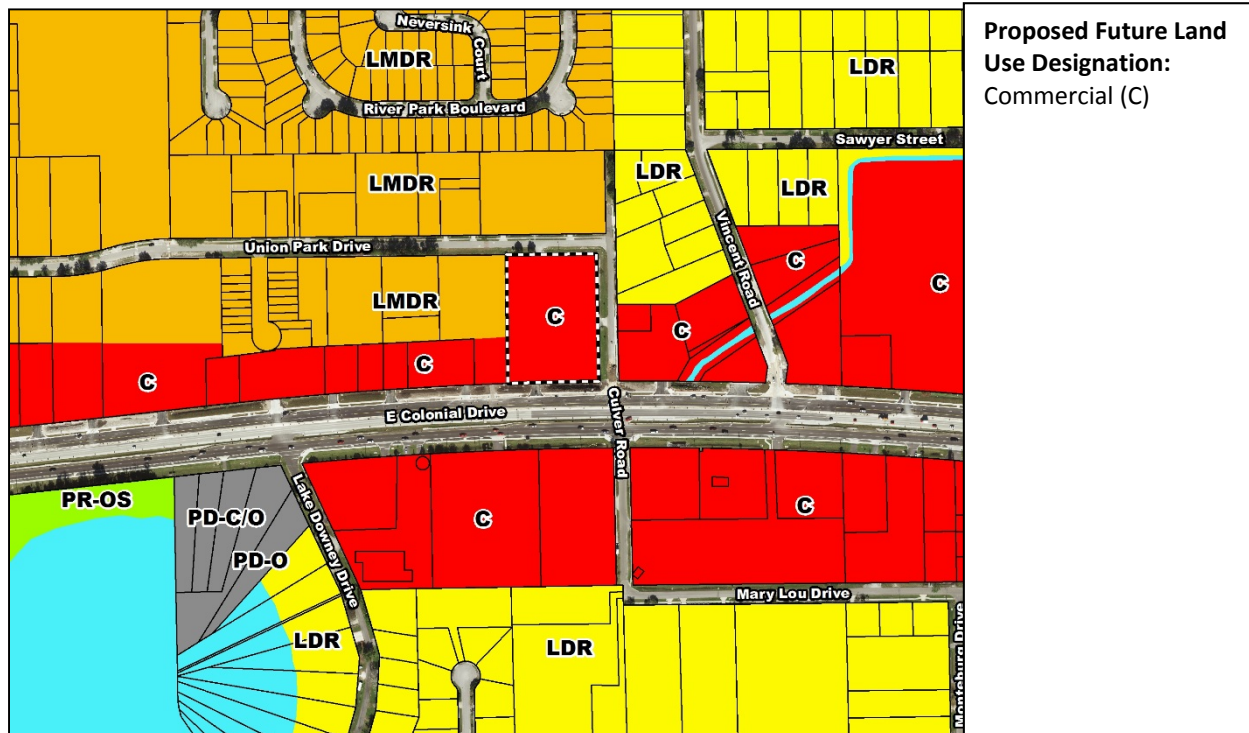 Proposed Future Land
Use Designation:
Commercial (C)
Neversink
Court
LMDR
River Park Boulevard
LDR
Sawyer Street
LMDR
LDR
LDR
Vincent Road
Union Park Drive
C
C
LMDR
C
C
C
C
E Colonial Drive
Culver Road
PR-OS
PD-C/O
PD-O
Lake Downey Drive
C
C
Mary Lou Drive
LDR
LDR
Monteburg Drive